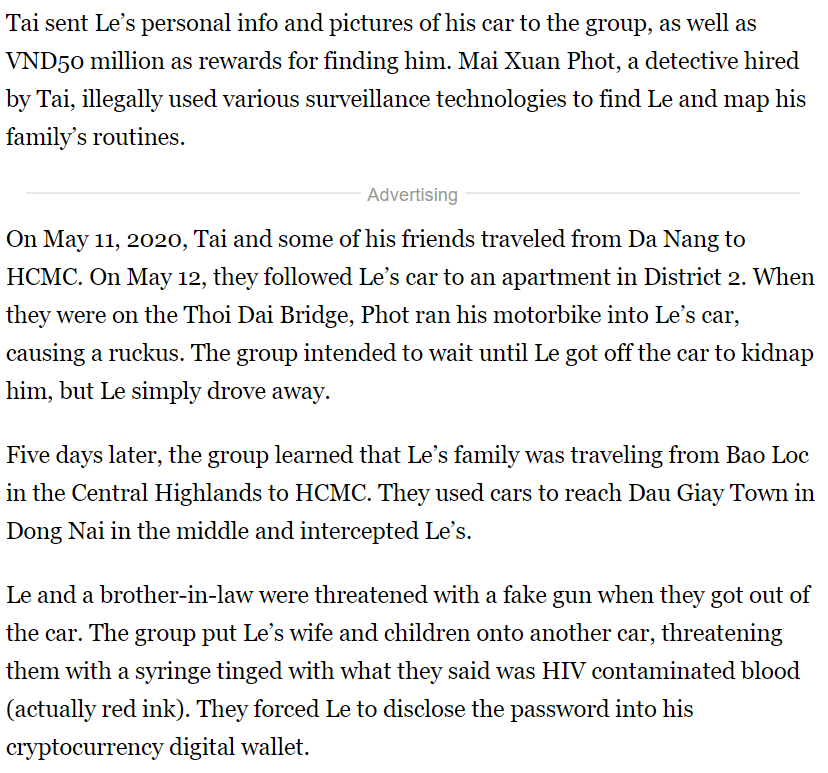 Tai sent Le’s personal info and pictures of his car to the group, as well as
VND50 million as rewards for finding him. Mai Xuan Phot, a detective hired
by Tai, illegally used various surveillance technologies to find Le and map his
family’s routines.
Advertising
On May 11, 2020, Tai and some of his friends traveled from Da Nang to
HCMC. On May 12, they followed Le’s car to an apartment in District 2. When
they were on the Thoi Dai Bridge, Phot ran his motorbike into Le’s car,
causing a ruckus. The group intended to wait until Le got off the car to kidnap
him, but Le simply drove away.
Five days later, the group learned that Le’s family was traveling from Bao Loc
in the Central Highlands to HCMC. They used cars to reach Dau Giay Town in
Dong Nai in the middle and intercepted Le’s.
Le and a brother-in-law were threatened with a fake gun when they got out of
the car. The group put Le’s wife and children onto another car, threatening
them with a syringe tinged with what they said was HIV contaminated blood
(actually red ink). They forced Le to disclose the password into his
cryptocurrency digital wallet.